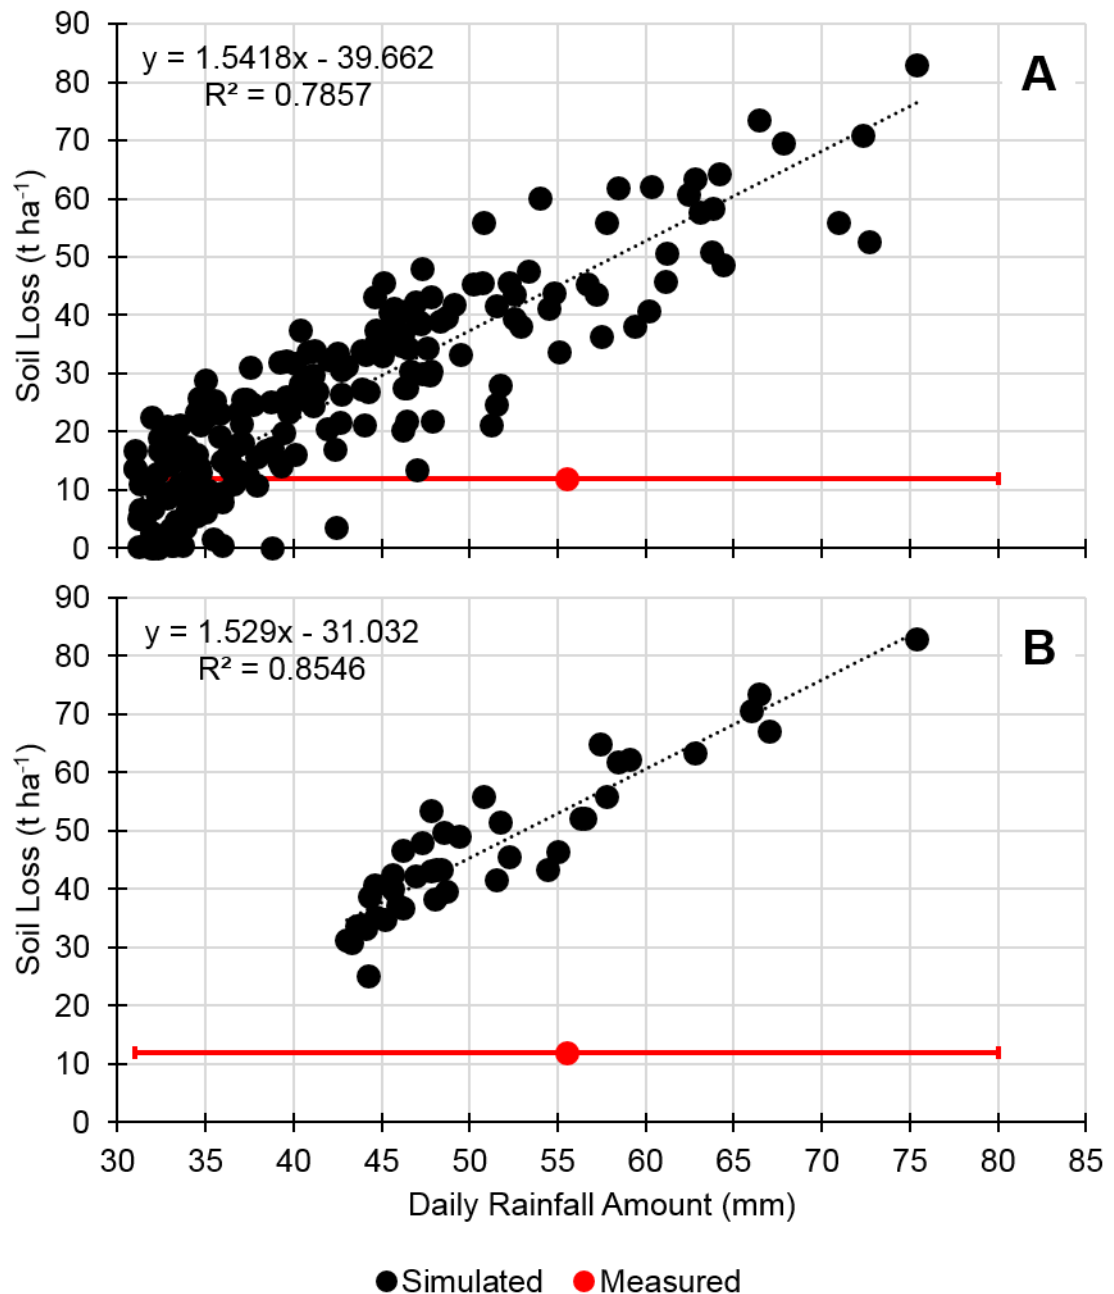 90
80
70
60
50
40
30
20
10
0
Soil Loss (t ha⁻¹)
y = 1.5418x - 39.662
R² = 0.7857
A
90
80
70
60
50
40
30
20
10
0
Soil Loss (t ha⁻¹)
y = 1.529x - 31.032
R² = 0.8546
B
30 35 40 45 50 55 60 65 70 75 80 85
Daily Rainfall Amount (mm)
Simulated Measured